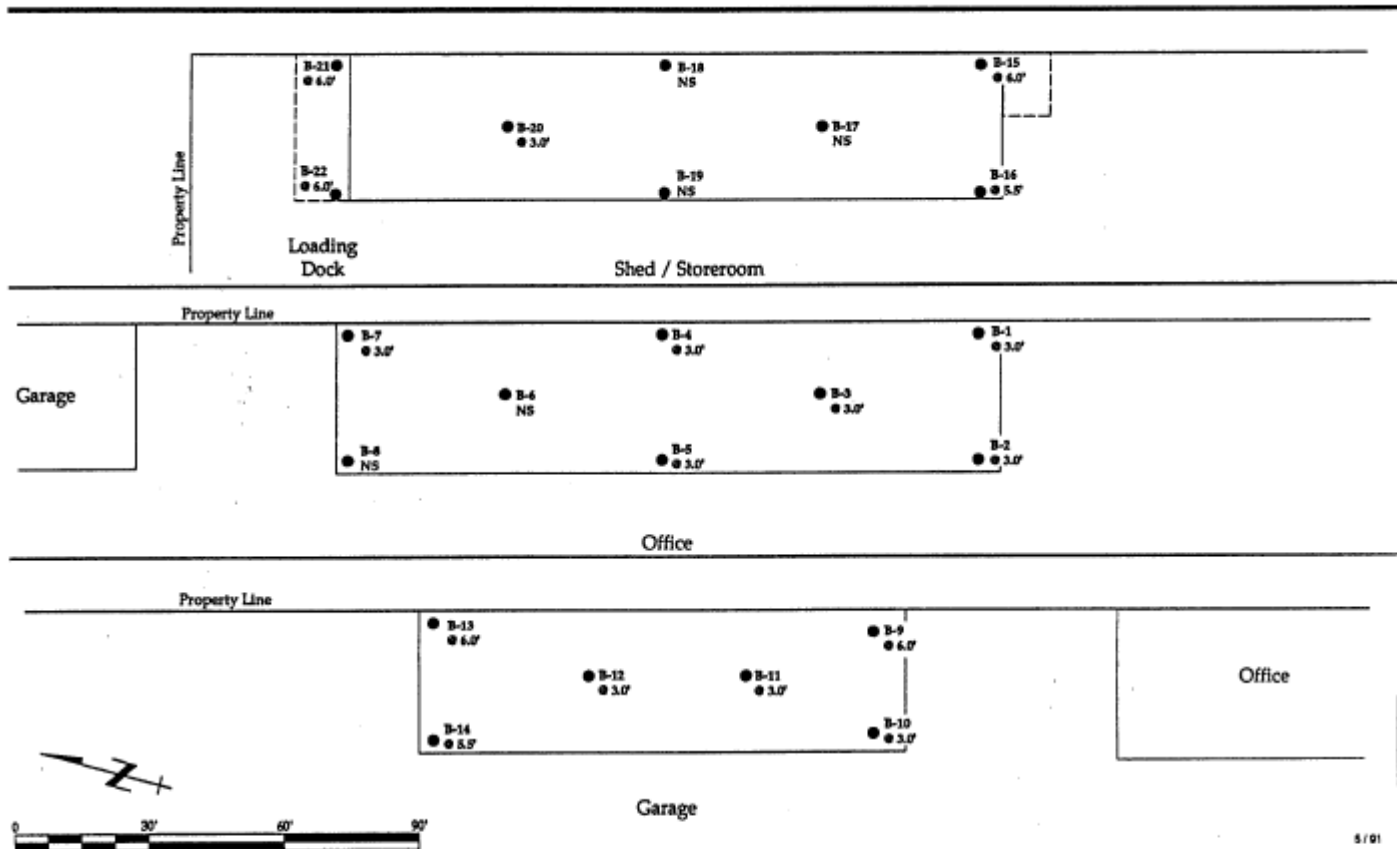 B-21
6.0'
B-18
NS
B-15
6.0'
B-20
3.0'
B-17
NS
B-22
6.0'
B-19
NS
B-16
5.5'
Property Line
Loading
Dock
Shed / Storeroom
Property Line
B-7
3.0'
B-4
3.0'
B-1
3.0'
Garage
B-6
NS
B-3
3.0'
B-8
NS
B-5
3.0'
B-2
3.0'
Office
Property Line
B-13
6.0'
B-9
6.0'
B-12
3.0'
B-11
3.0'
Office
B-14
5.5'
B-10
3.0'
N
Garage
0 30' 60' 90'
5/91